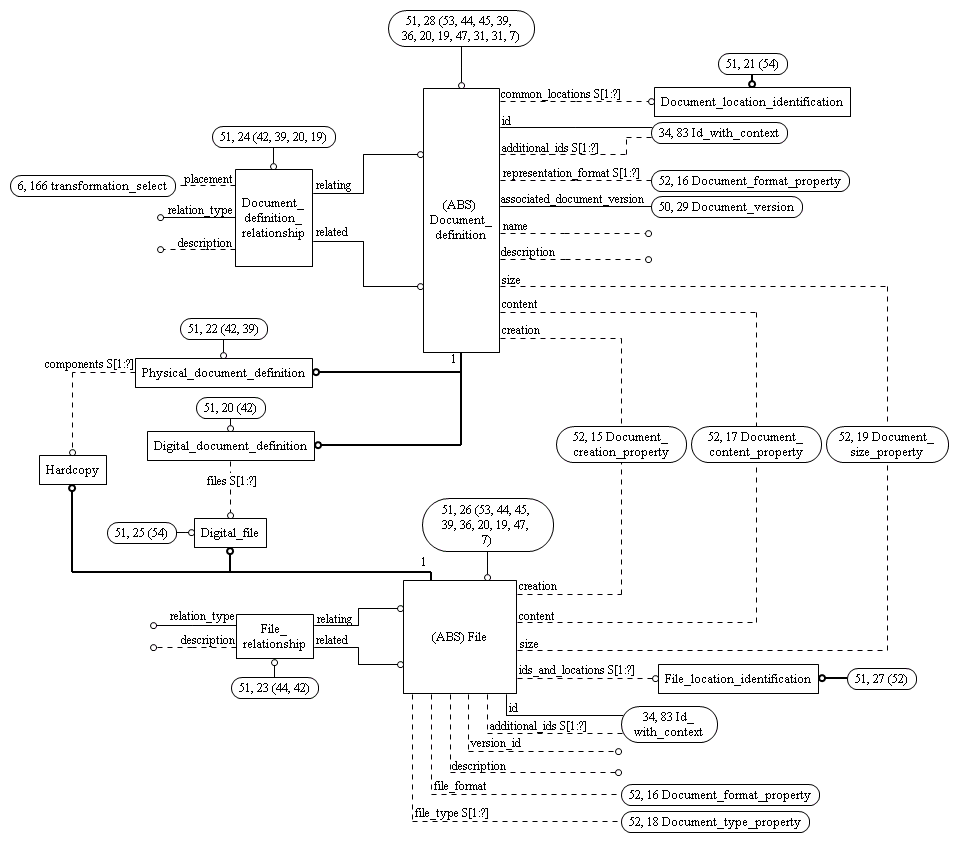 51, 28 (53, 44, 45, 39,
36, 20, 19, 47, 31, 31, 7)
51, 21 (54)
common_locations S[1:?]
Document_location_identification
id
34, 83 Id_with_context
additional_ids S[1:?]
51, 24 (42, 39, 20, 19)
representation_format S[1:?]
52, 16 Document_format_property
placement
6, 166 transformation_select
relating
associated_document_version
50, 29 Document_version
relation_type
Document_
definition_
relationship
(ABS)
Document_
definition
related
name
description
description
size
content
creation
51, 22 (42, 39)
1
components S[1:?]
Physical_document_definition
51, 20 (42)
Digital_document_definition
52, 15 Document_
creation_property
52, 17 Document_
content_property
52, 19 Document_
size_property
Hardcopy
files S[1:?]
51, 26 (53, 44, 45,
39, 36, 20, 19, 47,
7)
51, 25 (54)
Digital_file
1
creation
relation_type
File_
relationship
relating
content
description
related
(ABS) File
size
ids_and_locations S[1:?]
File_location_identification
51, 27 (52)
51, 23 (44, 42)
id
34, 83 Id_
with_context
additional_ids S[1:?]
version_id
description
file_format
52, 16 Document_format_property
file_type S[1:?]
52, 18 Document_type_property